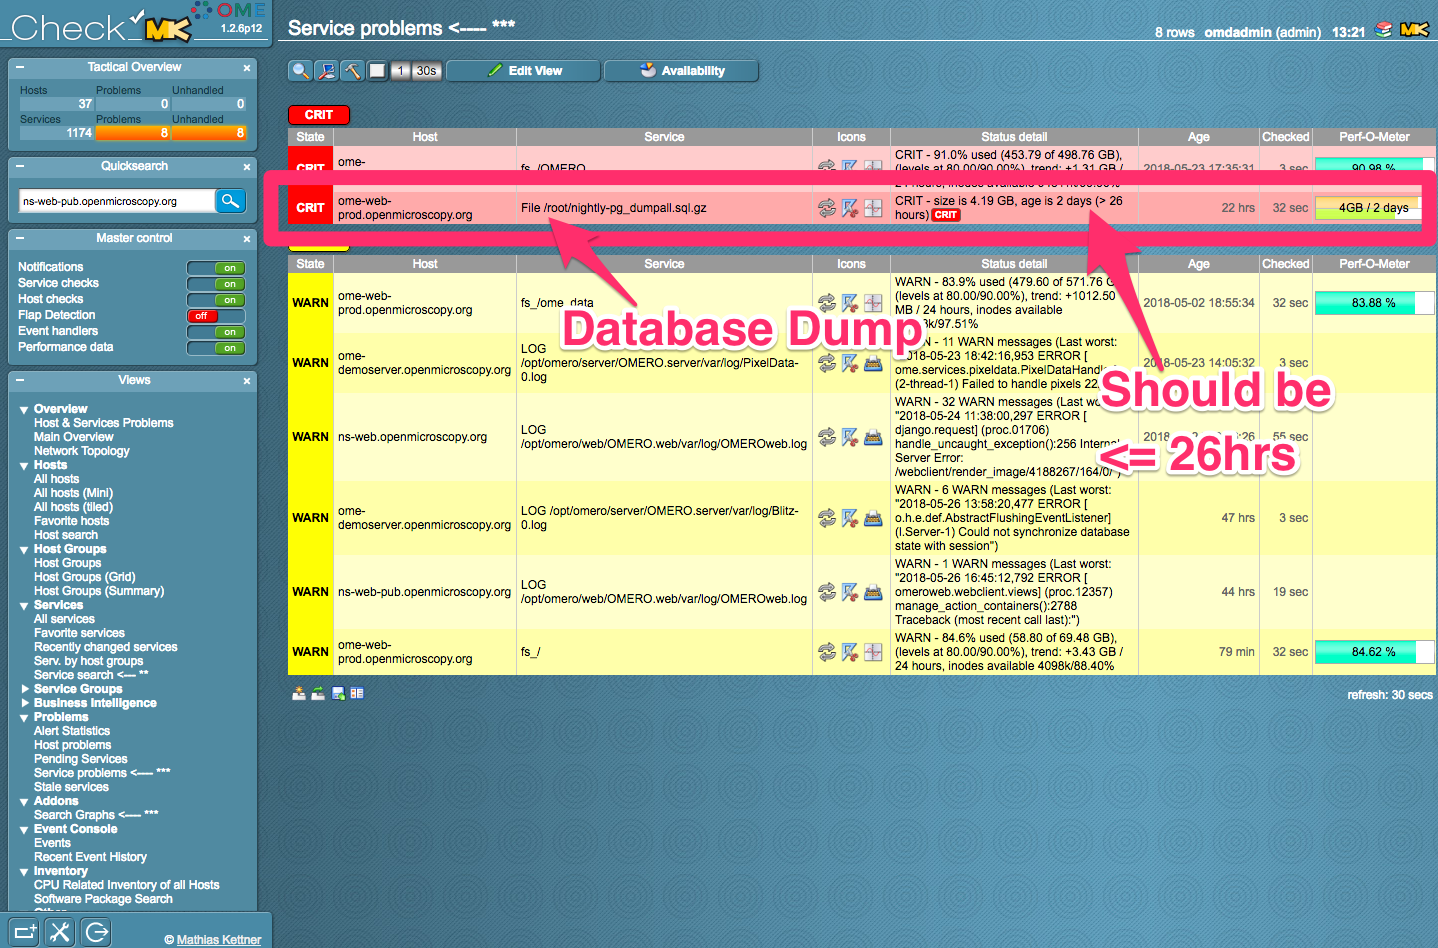 Check MK
OME
1.2.6p12
Service problems <---- ***
8 rows omdadmin (admin) 13:21
Tactical Overview
Hosts Problems Unhandled
37 0 0
Services Problems Unhandled
1174 8 8
Quicksearch
ns-web-pub.openmicroscopy.org
Master control
Notifications on
Service checks on
Host checks on
Flap Detection off
Event handlers on
Performance data on
Views
Overview
Host & Services Problems
Main Overview
Network Topology
Hosts
All hosts
All hosts (Mini)
All hosts (tiled)
Favorite hosts
Host search
Host Groups
Host Groups
Host Groups (Grid)
Host Groups (Summary)
Services
All services
Favorite services
Recently changed services
Serv. by host groups
Service search <--- **
Service Groups
Business Intelligence
Problems
Alert Statistics
Host problems
Pending Services
Service problems <---- ***
Stale services
Addons
Search Graphs <---- ***
Event Console
Events
Recent Event History
Inventory
CPU Related Inventory of all Hosts
Software Package Search
© Mathias Kettner
1 30s Edit View Availability
CRIT
State Host Service Icons Status detail Age Checked Perf-O-Meter
CRIT ome- fs_/OMERO CRIT - 91.0% used (453.79 of 498.76 GB),
(levels at 80.00/90.00%), trend: +1.31 GB / 2018-05-23 17:35:31 3 sec 90.98 %
24 hours, inodes available
CRIT ome-web-
prod.openmicroscopy.org
File /root/nightly-pg_dumpall.sql.gz
CRIT - size is 4.19 GB, age is 2 days (> 26
hours) CRIT
22 hrs 32 sec 4GB / 2 days
State Host Service Icons Status detail Age Checked Perf-O-Meter
WARN ome-web-
prod.openmicroscopy.org
fs_/ome_data
WARN - 83.9% used (479.60 of 571.76 G
(levels at 80.00/90.00%), trend: +1012.50
MB / 24 hours, inodes available
k/97.51%
2018-05-02 18:55:34 32 sec 83.88 %
Database Dump
WARN ome-
demoserver.openmicroscopy.org
LOG
/opt/omero/server/OMERO.server/var/log/PixelData-
0.log
- 11 WARN messages (Last worst:
2018-05-23 18:42:16,953 ERROR [
ome.services.pixeldata.PixelDataHandl
(2-thread-1) Failed to handle pixels
2018-05-23 14:05:32 3 sec
Should be
<= 26hrs
WARN ns-web.openmicroscopy.org
LOG
/opt/omero/web/OMERO.web/var/log/OMEROweb.log
WARN - 32 WARN messages (Last
"2018-05-24 11:38:00,297 ERROR [
django.request] (proc.01706)
handle_uncaught_exception():256 Intern
Server Error:
/webclient/render_image/4188267/164/0/
55 sec
WARN ome-
demoserver.openmicroscopy.org
LOG /opt/omero/server/OMERO.server/var/log/Blitz-
0.log
WARN - 6 WARN messages (Last worst:
"2018-05-26 13:58:20,477 ERROR [
o.h.e.def.AbstractFlushingEventListener]
(l.Server-1) Could not synchronize database
state with session")
47 hrs 3 sec
WARN ns-web-pub.openmicroscopy.org
LOG
/opt/omero/web/OMERO.web/var/log/OMEROweb.log
WARN - 1 WARN messages (Last worst:
"2018-05-26 16:45:12,792 ERROR [
omeroweb.webclient.views] (proc.12357)
manage_action_containers():2788
Traceback (most recent call last):")
44 hrs 19 sec
WARN ome-web-
prod.openmicroscopy.org
fs_/
WARN - 84.6% used (58.80 of 69.48 GB),
(levels at 80.00/90.00%), trend: +3.43 GB /
24 hours, inodes available 4098k/88.40%
79 min 32 sec 84.62 %
refresh: 30 secs